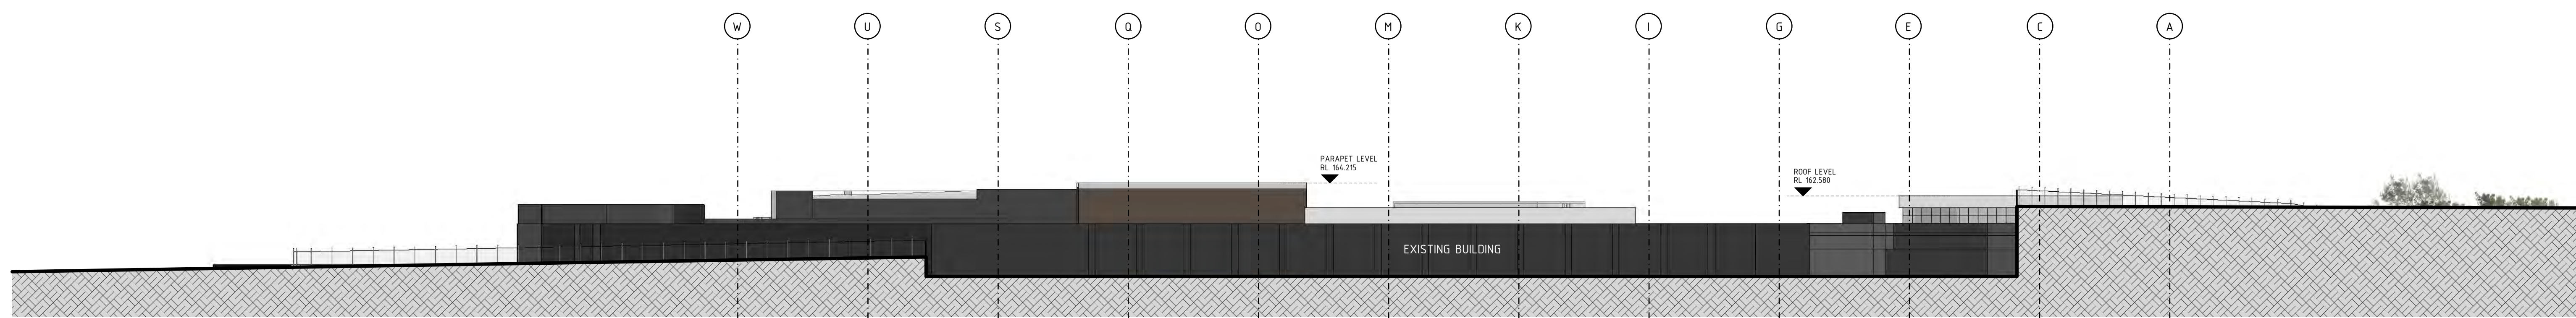 W U S Q O M K I G E C A
PARAPET LEVEL
RL 164.215
ROOF LEVEL
RL 162.580
EXISTING BUILDING